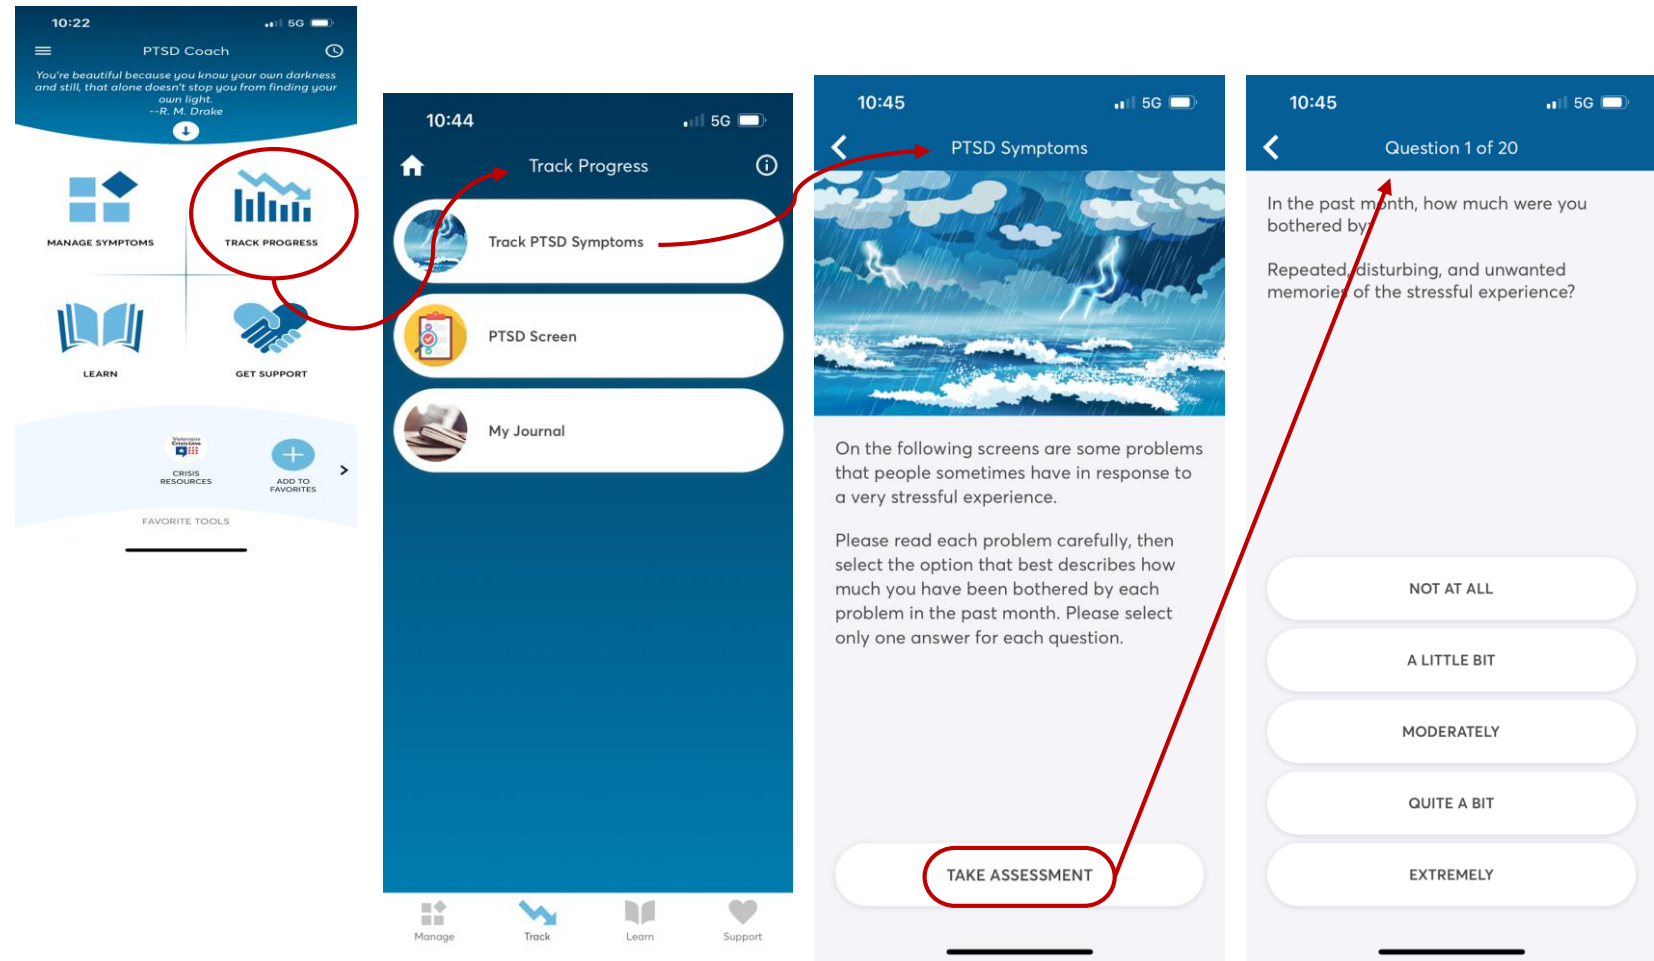 10:22
5G
PTSD Coach
You're beautiful because you know your own darkness
and still, that alone doesn't stop you from finding your
own light.
--R. M. Drake
MANAGE SYMPTOMS
TRACK PROGRESS
LEARN
GET SUPPORT
Veterans
Crisis Line
CRISIS
RESOURCES
ADD TO
FAVORITES
FAVORITE TOOLS
10:44
5G
Track Progress
Track PTSD Symptoms
PTSD Screen
My Journal
Manage
Track
Learn
Support
10:45
5G
PTSD Symptoms
On the following screens are some problems
that people sometimes have in response to
a very stressful experience.
Please read each problem carefully, then
select the option that best describes how
much you have been bothered by each
problem in the past month. Please select
only one answer for each question.
TAKE ASSESSMENT
10:45
5G
Question 1 of 20
In the past month, how much were you
bothered by:
Repeated, disturbing, and unwanted
memories of the stressful experience?
NOT AT ALL
A LITTLE BIT
MODERATELY
QUITE A BIT
EXTREMELY